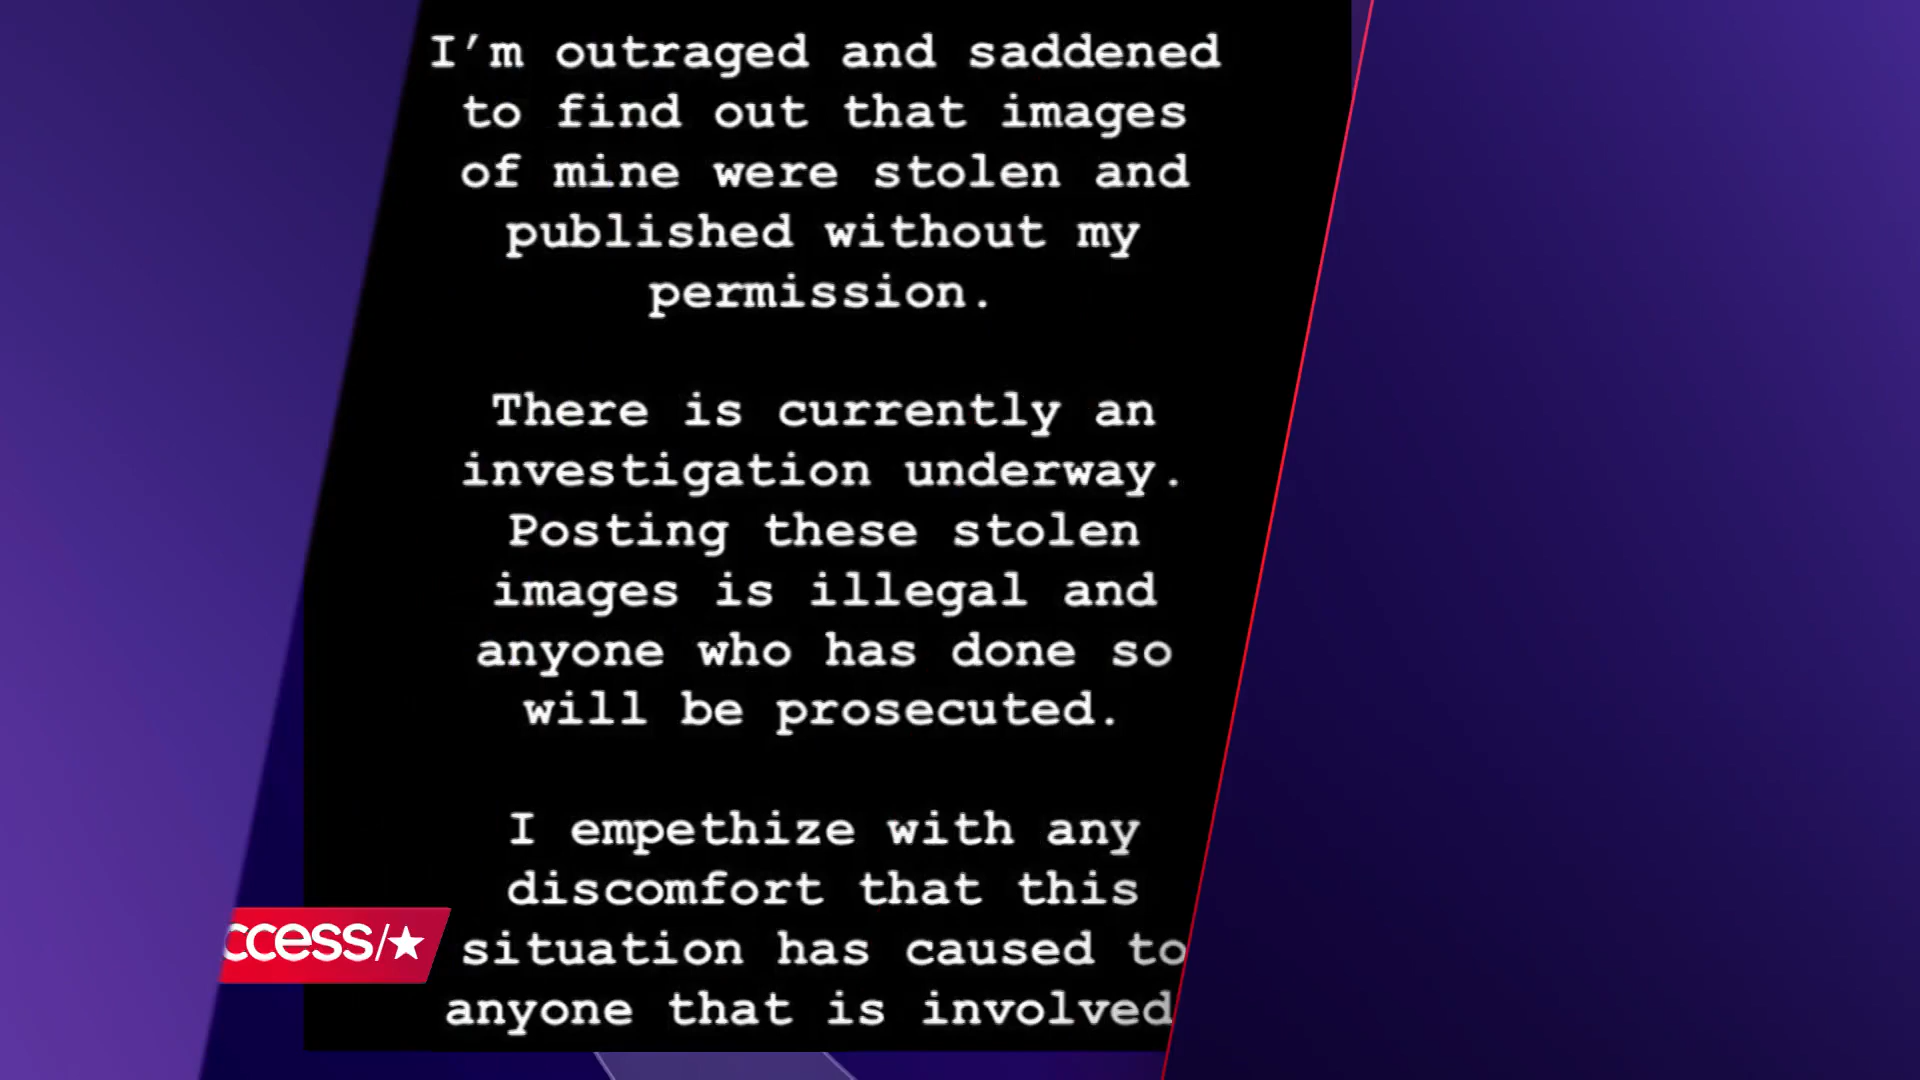 I’m outraged and saddened
to find out that images
of mine were stolen and
published without my
permission.
There is currently an
investigation underway.
Posting these stolen
images is illegal and
anyone who has done so
will be prosecuted.
I empethize with any
discomfort that this
situation has caused to
anyone that is involved
ccess/